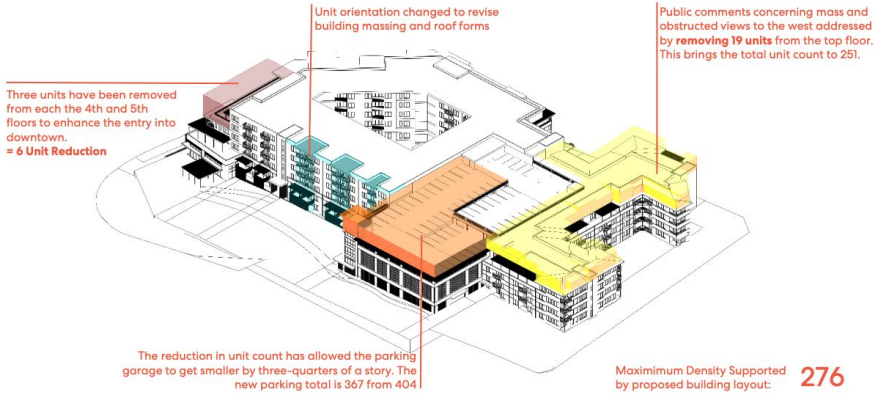 Unit orientation changed to revise
building massing and roof forms
Public comments concerning mass and
obstructed views to the west addressed
by removing 19 units from the top floor.
This brings the total unit count to 251.
Three units have been removed
from each the 4th and 5th
floors to enhance the entry into
downtown.
= 6 Unit Reduction
The reduction in unit count has allowed the parking
garage to get smaller by three-quarters of a story. The
new parking total is 367 from 404
Maximimum Density Supported
by proposed building layout:
276